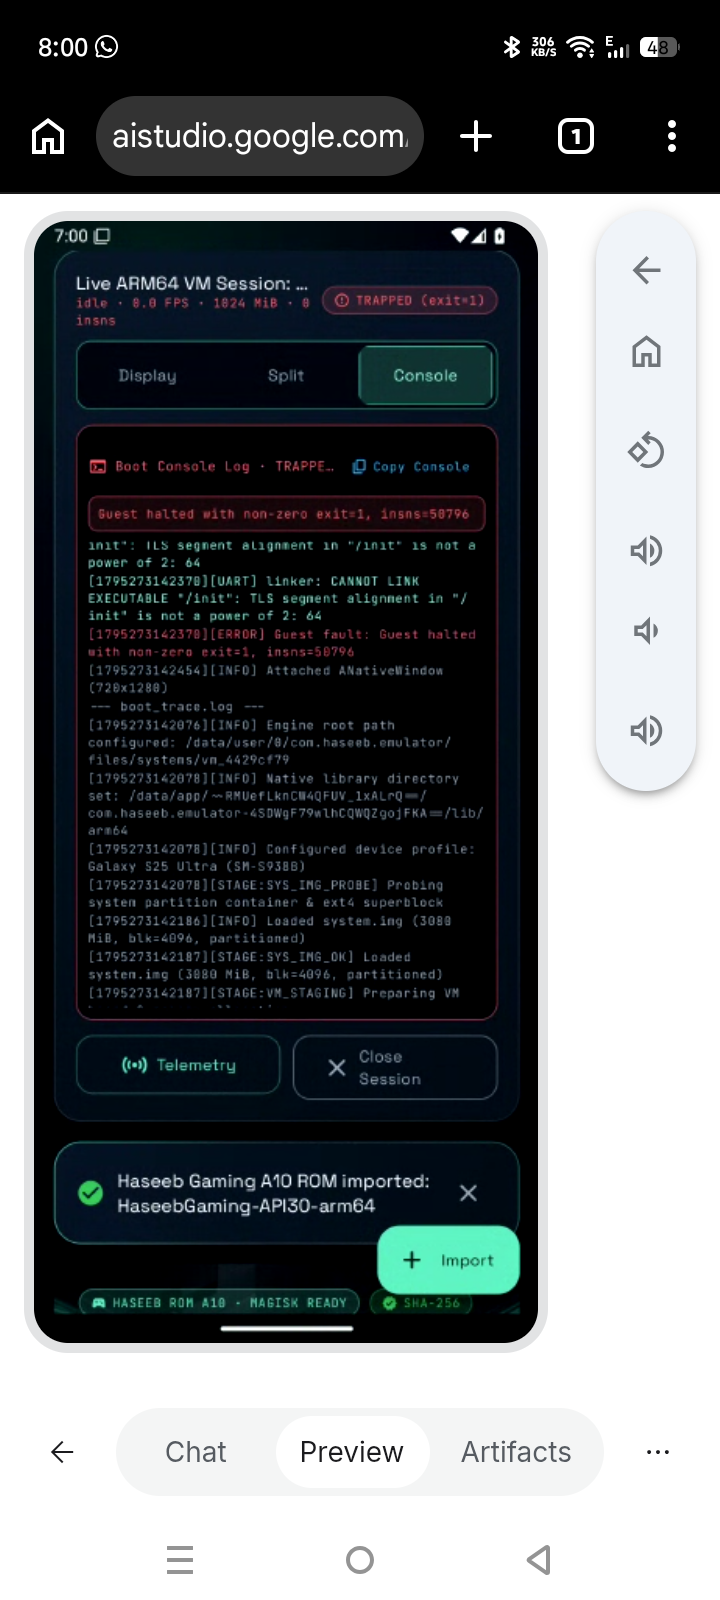 8:00
306 KB/S
E
48
aistudio.google.com/
1
7:00
Live ARM64 VM Session: ...
idle · 0.0 FPS · 1024 MiB · 0
insns
TRAPPED (exit=1)
Display
Split
Console
Boot Console Log · TRAPPE…
Copy Console
Guest halted with non-zero exit=1, insns=50796
init": TLS segment alignment in "/init" is not a
power of 2: 64
[1795273142370][UART] linker: CANNOT LINK
EXECUTABLE "/init": TLS segment alignment in "/
init" is not a power of 2: 64
[1795273142370][ERROR] Guest fault: Guest halted
with non-zero exit=1, insns=50796
[1795273142454][INFO] Attached ANativeWindow
(720x1280)
--- boot_trace.log ---
[1795273142076][INFO] Engine root path
configured: /data/user/0/com.haseeb.emulator/
files/systems/vm_4429cf79
[1795273142078][INFO] Native library directory
set: /data/app/~~RMUefLknCW4QFUV_1xALrQ==/
com.haseeb.emulator-4SDWgF79wlhCQWQZgojFKA==/lib/
arm64
[1795273142078][INFO] Configured device profile:
Galaxy S25 Ultra (SM-S938B)
[1795273142078][STAGE:SYS_IMG_PROBE] Probing
system partition container & ext4 superblock
[1795273142186][INFO] Loaded system.img (3080
MiB, blk=4096, partitioned)
[1795273142187][STAGE:SYS_IMG_OK] Loaded
system.img (3080 MiB, blk=4096, partitioned)
[1795273142187][STAGE:VM_STAGING] Preparing VM
Telemetry
Close
Session
Haseeb Gaming A10 ROM imported:
HaseebGaming-API30-arm64
Import
HASEEB ROM A10 - MAGISK READY
SHA-256
Chat
Preview
Artifacts